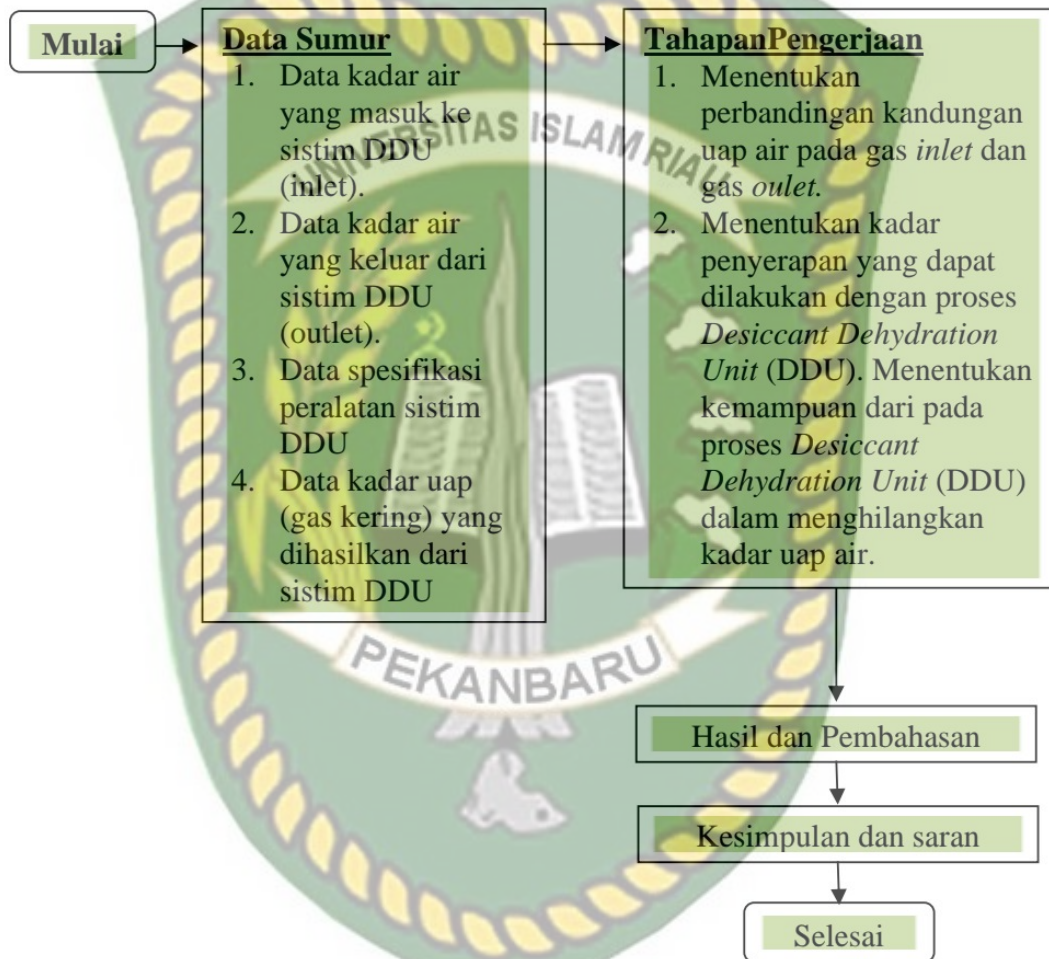 Mulai
Data Sumur
1. Data kadar air
yang masuk ke
sistim DDU
(inlet).
2. Data kadar air
yang keluar dari
sistim DDU
(outlet).
3. Data spesifikasi
peralatan sistim
DDU
4. Data kadar uap
(gas kering) yang
dihasilkan dari
sistim DDU
TahapanPengerjaan
1. Menentukan
perbandingan kandungan
uap air pada gas inlet dan
gas oulet.
2. Menentukan kadar
penyerapan yang dapat
dilakukan dengan proses
Desiccant Dehydration
Unit (DDU). Menentukan
kemampuan dari pada
proses Desiccant
Dehydration Unit (DDU)
dalam menghilangkan
kadar uap air.
Hasil dan Pembahasan
Kesimpulan dan saran
Selesai
UNIVERSITAS ISLAM RIAU
PEKANBARU